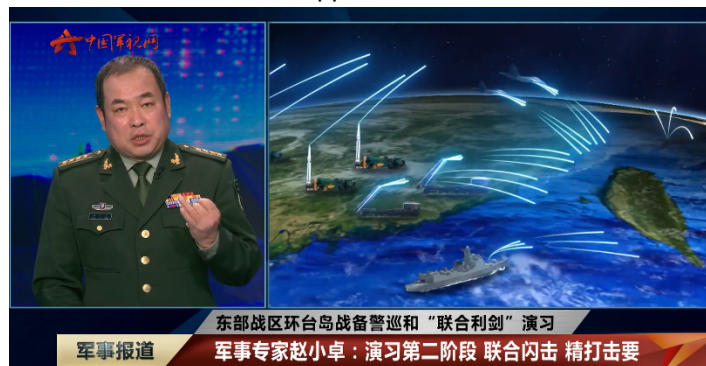 中国军视网
东部战区环台岛战备警巡和“联合利剑”演习
军事报道
军事专家赵小卓：演习第二阶段 联合闪击 精打击要